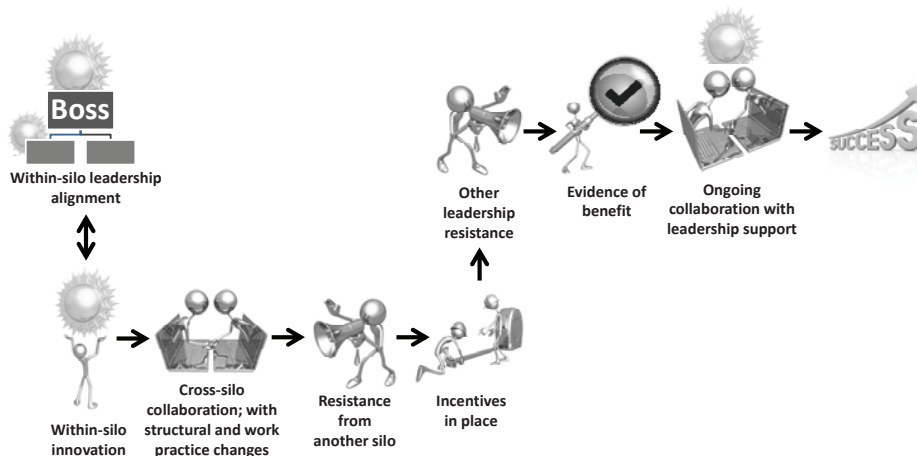 Boss
Within-silo leadership
alignment
Within-silo
innovation
Cross-silo
collaboration; with
structural and work
practice changes
Resistance
from
another silo
Incentives
in place
Other
leadership
resistance
Evidence of
benefit
Ongoing
collaboration with
leadership support
SUCCESS